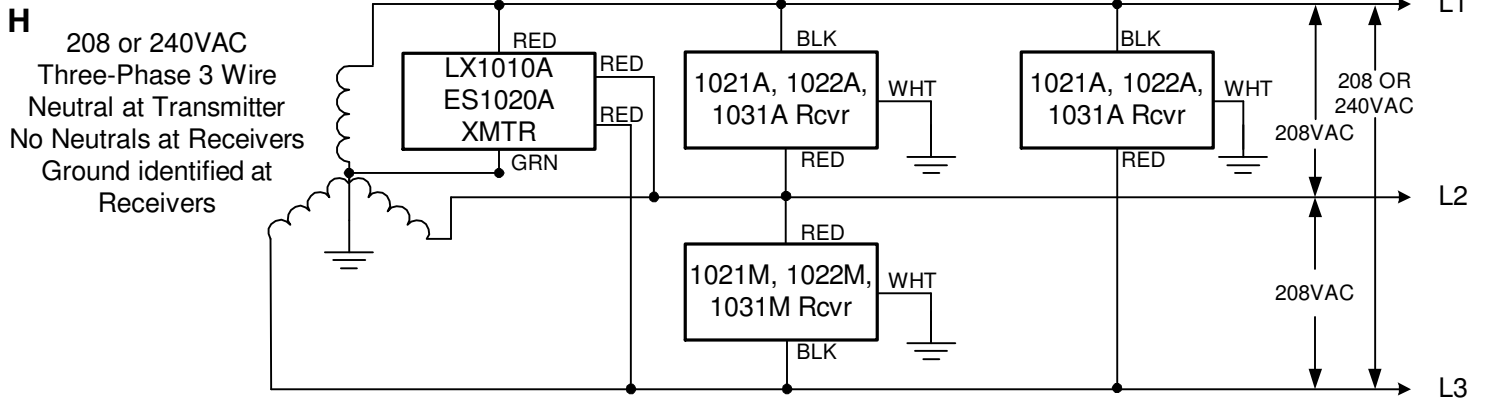 H
208 or 240VAC
Three-Phase 3 Wire
Neutral at Transmitter
No Neutrals at Receivers
Ground identified at
Receivers
RED
LX1010A
ES1020A
XMTR
RED
RED
GRN
BLK
1021A, 1022A,
1031A Rcvr
WHT
RED
BLK
1021A, 1022A,
1031A Rcvr
WHT
RED
RED
1021M, 1022M,
1031M Rcvr
WHT
BLK
208VAC
208 OR
240VAC
208VAC
L1
L2
L3